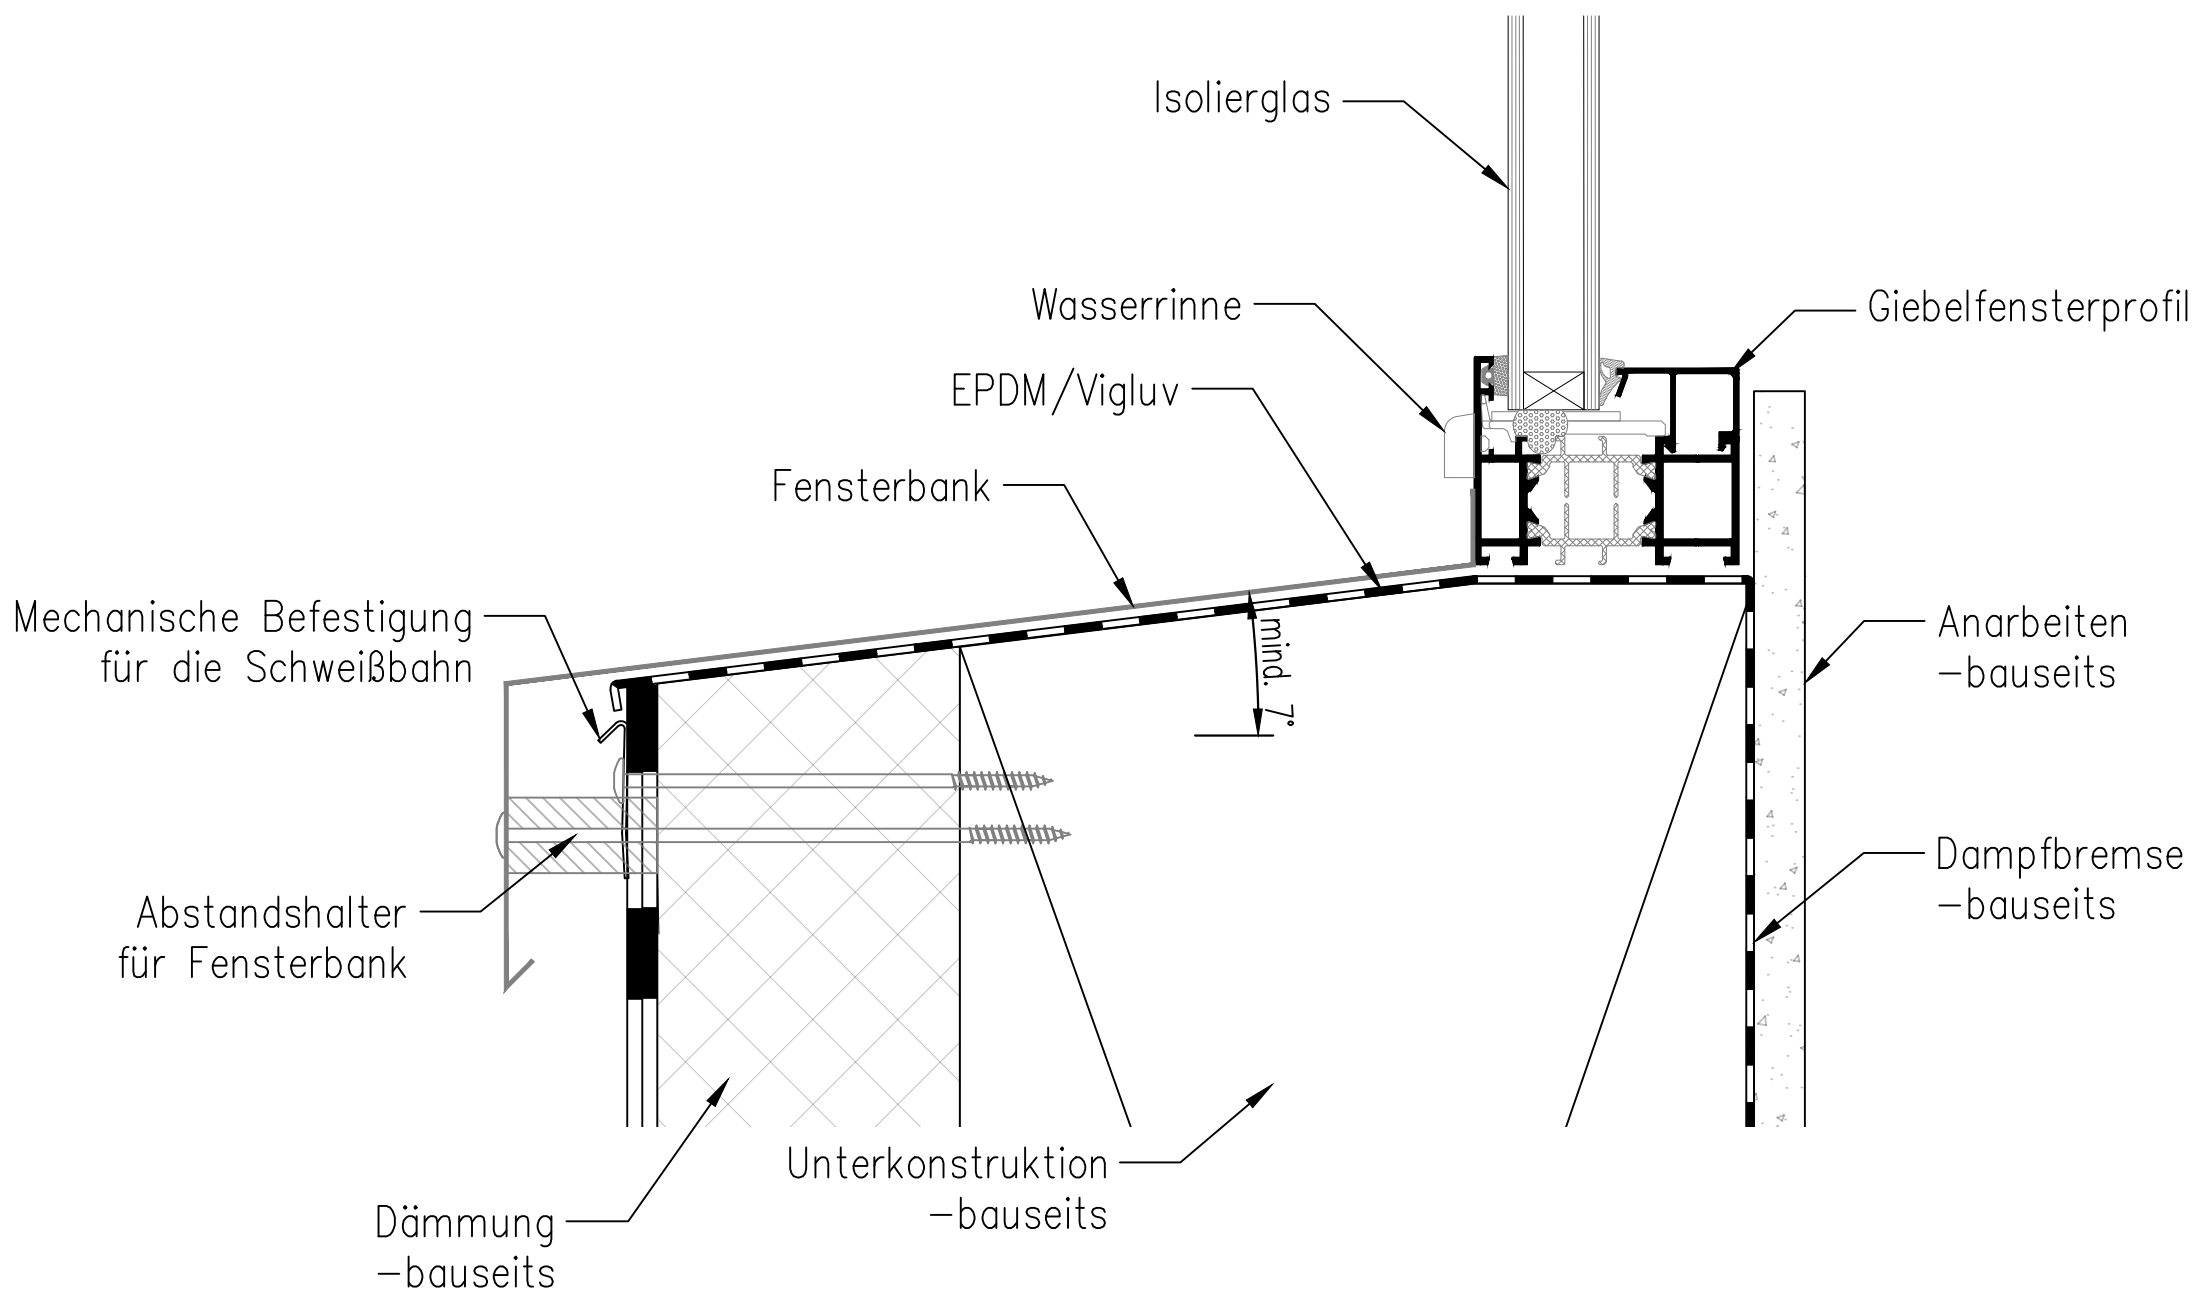 Isolierglas
Wasserrinne
Giebelfensterprofil
EPDM/Vigluv
Fensterbank
Mechanische Befestigung
für die Schweißbahn
mind. 7°
Anarbeiten
-bauseits
Dampfbremse
-bauseits
Abstandshalter
für Fensterbank
Unterkonstruktion
-bauseits
Dämmung
-bauseits